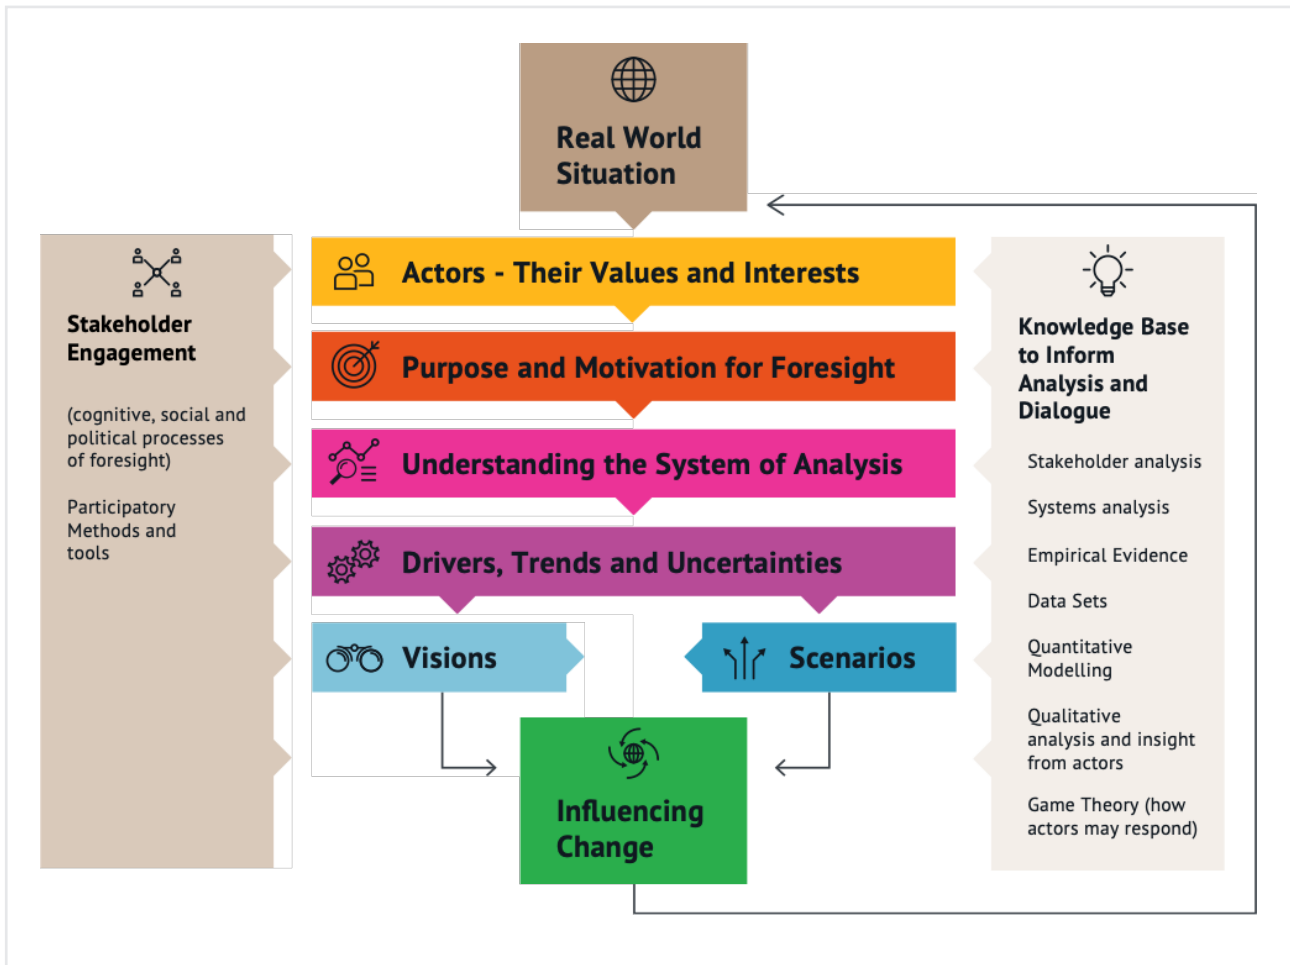 Real World
Situation
Stakeholder
Engagement
(cognitive, social and
political processes
of foresight)
Participatory
Methods and
tools
Actors - Their Values and Interests
Purpose and Motivation for Foresight
Understanding the System of Analysis
Drivers, Trends and Uncertainties
Visions
Scenarios
Influencing
Change
Knowledge Base
to Inform
Analysis and
Dialogue
Stakeholder analysis
Systems analysis
Empirical Evidence
Data Sets
Quantitative
Modelling
Qualitative
analysis and insight
from actors
Game Theory (how
actors may respond)